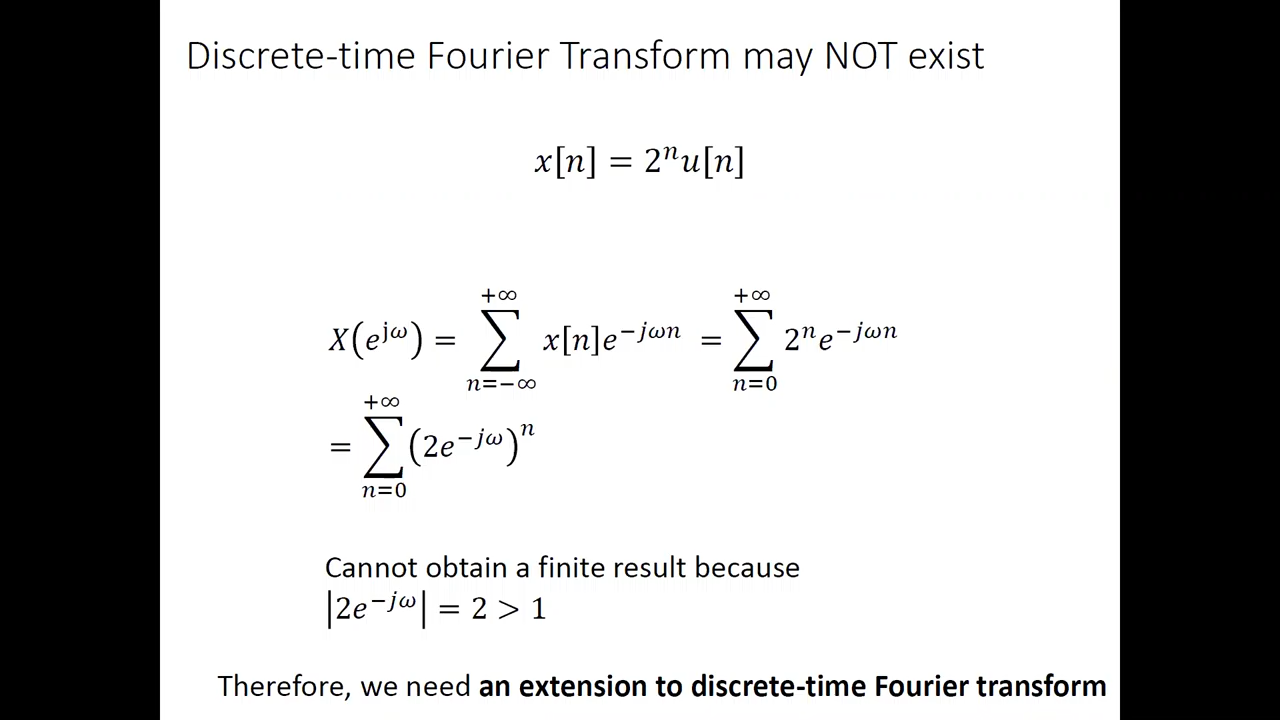 Discrete-time Fourier Transform may NOT exist
x[n] = 2ⁿu[n]
X(e^{jω}) = ∑_{n=−∞}^{+∞} x[n]e^{−jωn} = ∑_{n=0}^{+∞} 2ⁿe^{−jωn}
= ∑_{n=0}^{+∞} (2e^{−jω})ⁿ
Cannot obtain a finite result because
|2e^{−jω}| = 2 > 1
Therefore, we need an extension to discrete-time Fourier transform